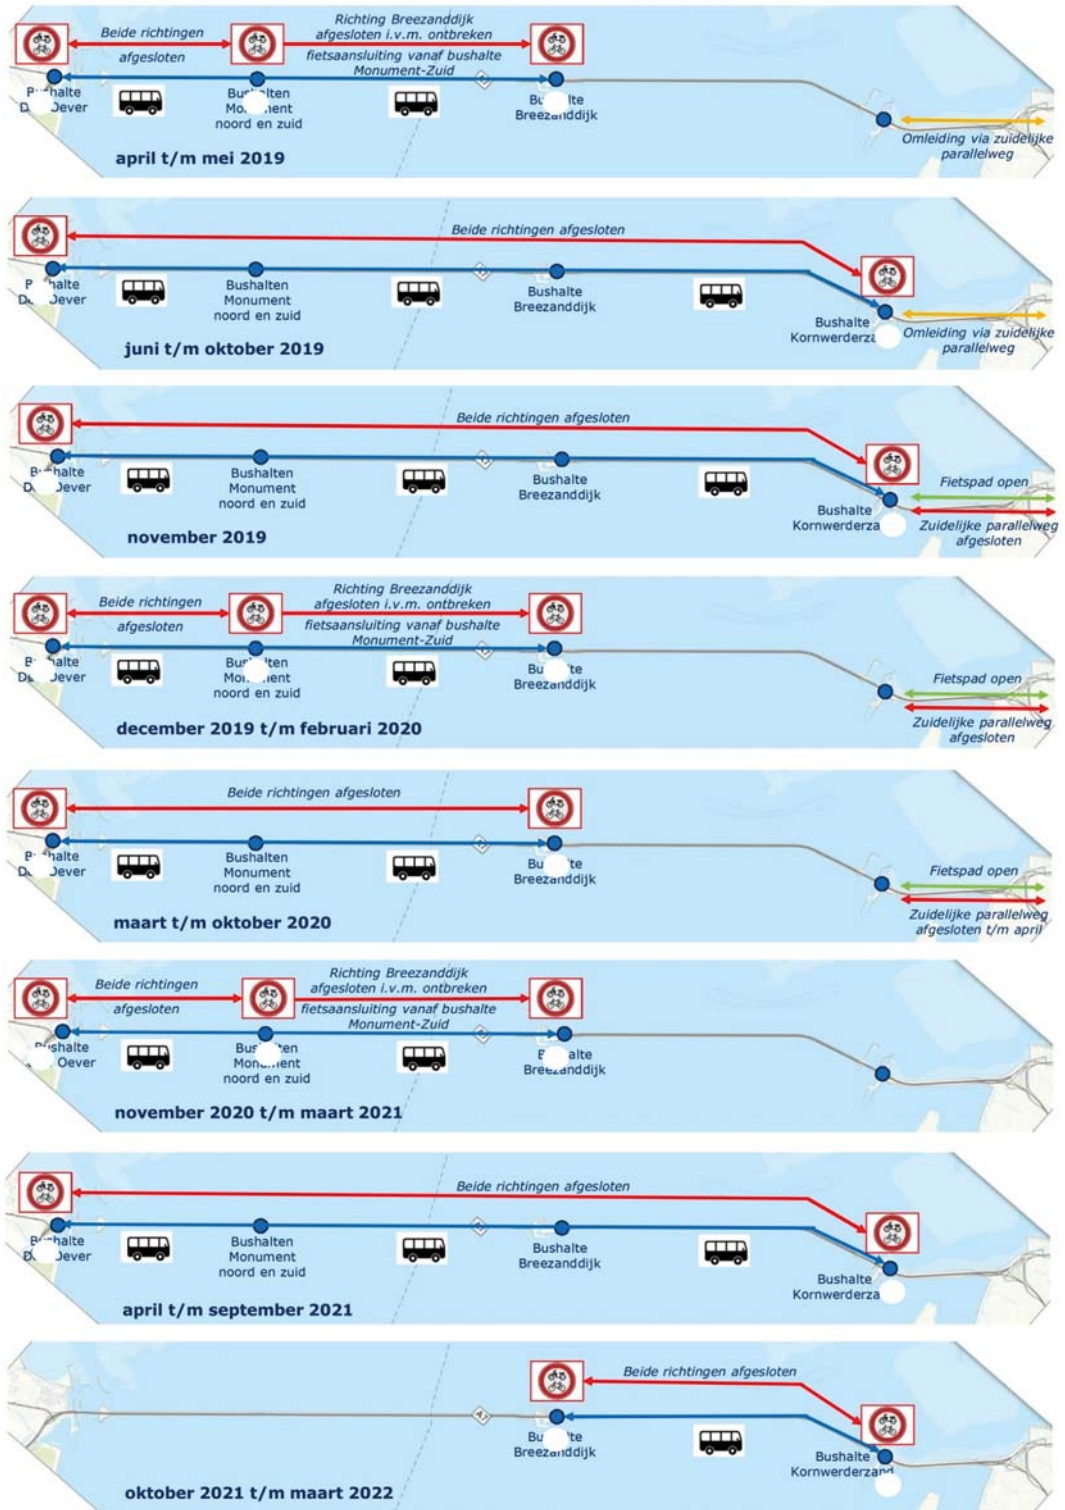 Beide richtingen
afgesloten
Richting Breezanddijk
afgesloten i.v.m. ontbreken
fietsaansluiting vanaf bushalte
Monument-Zuid
Bushalten
noord en zuid
Breezanddijk
Omleiding via zuidelijke
parallelweg
april t/m mei 2019
Beide richtingen afgesloten
Bushalten
Monument
noord en zuid
Bushalte
Breezanddijk
Bushalte
Omleiding via zuidelijke
parallelweg
juni t/m oktober 2019
Beide richtingen afgesloten
Bushalten
Monument
noord en zuid
Bushalte
Breezanddijk
Bushalte
Fietspad open
Zuidelijke parallelweg
afgesloten
november 2019
Beide richtingen
afgesloten
Richting Breezanddijk
afgesloten i.v.m. ontbreken
fietsaansluiting vanaf bushalte
Monument-Zuid
noord en zuid
Breezanddijk
Fietspad open
Zuidelijke parallelweg
afgesloten
december 2019 t/m februari 2020
Beide richtingen afgesloten
Bushalten
Monument
noord en zuid
Breezanddijk
Fietspad open
Zuidelijke parallelweg
afgesloten t/m april
maart t/m oktober 2020
Beide richtingen
afgesloten
Richting Breezanddijk
afgesloten i.v.m. ontbreken
fietsaansluiting vanaf bushalte
Monument-Zuid
Bushalte
Oever
noord en zuid
Breezanddijk
november 2020 t/m maart 2021
Beide richtingen afgesloten
Bushalten
Monument
noord en zuid
Bushalte
Breezanddijk
Bushalte
april t/m september 2021
Beide richtingen afgesloten
Breezanddijk
Bushalte
Kornwerderzand
oktober 2021 t/m maart 2022